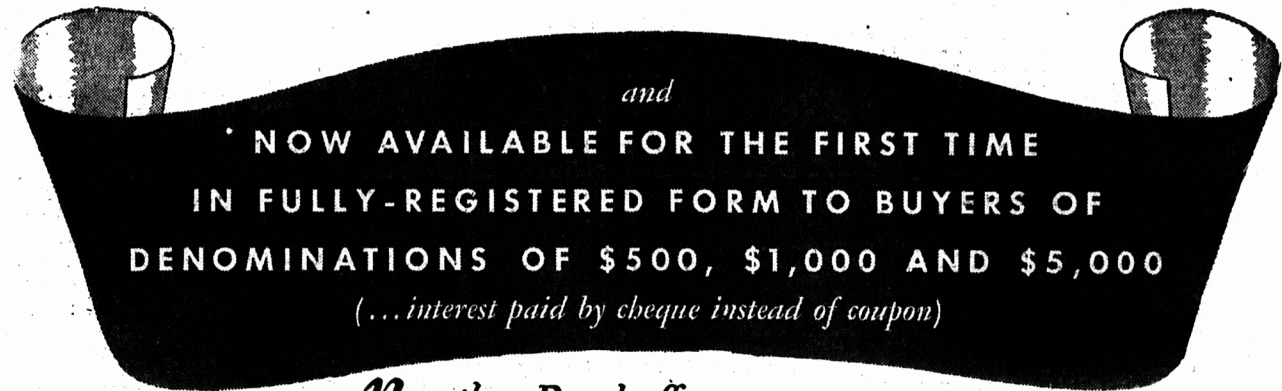 and
NOW AVAILABLE FOR THE FIRST TIME
IN FULLY-REGISTERED FORM TO BUYERS OF
DENOMINATIONS OF $500, $1,000 AND $5,000
(...interest paid by cheque instead of coupon)